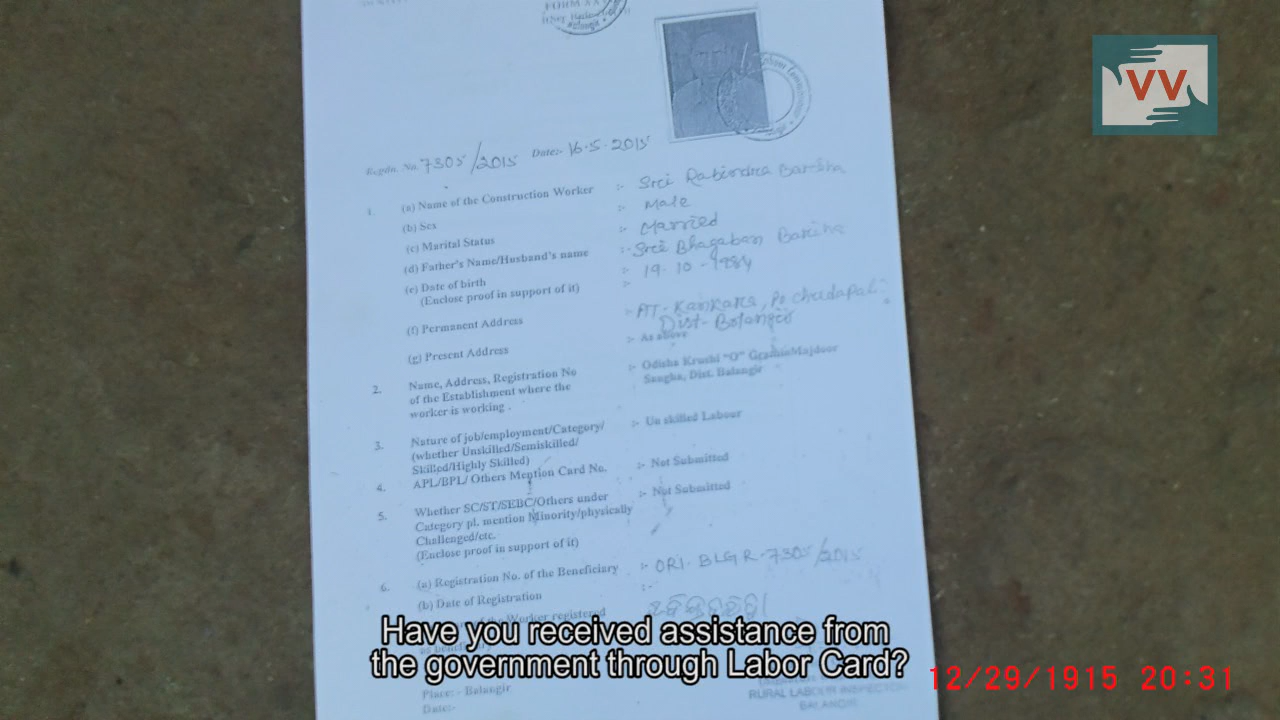 FORM XX
VV
Regdn. No. 7305/2015 Date:- 16-5-2015
1. (a) Name of the Construction Worker :- Sri Rabindra Bariha
(b) Sex :- Male
(c) Marital Status :- Married
(d) Father's Name/Husband's name :- Sri Bhagaban Bariha
(e) Date of birth :- 19-10-1984
(Enclose proof in support of it) :-
(f) Permanent Address :- AT- Kankara, Po Chudapali
Dist- Bolangir
(g) Present Address :- As above
2. Name, Address, Registration No :- Odisha Krushi "O" Gramin Majdoor
of the Establishment where the Sangha, Dist. Balangir
worker is working .
3. Nature of job/employment/Category/ :- Un skilled Labour
(whether Unskilled/Semiskilled/
Skilled/Highly Skilled)
4. APL/BPL/ Others Mention Card No. :- Not Submitted
5. Whether SC/ST/SEBC/Others under :- Not Submitted
Category pl. mention Minority/physically
Challenged/etc.
(Enclose proof in support of it)
6. (a) Registration No. of the Beneficiary :- ORI-BLGR-7305/2015
(b) Date of Registration :-
of the Worker registered
Have you received assistance from
the government through Labor Card?
Place: - Balangir
Date:-
RURAL LABOUR INSPECTOR
BALANGIR
12/29/1915 20:31